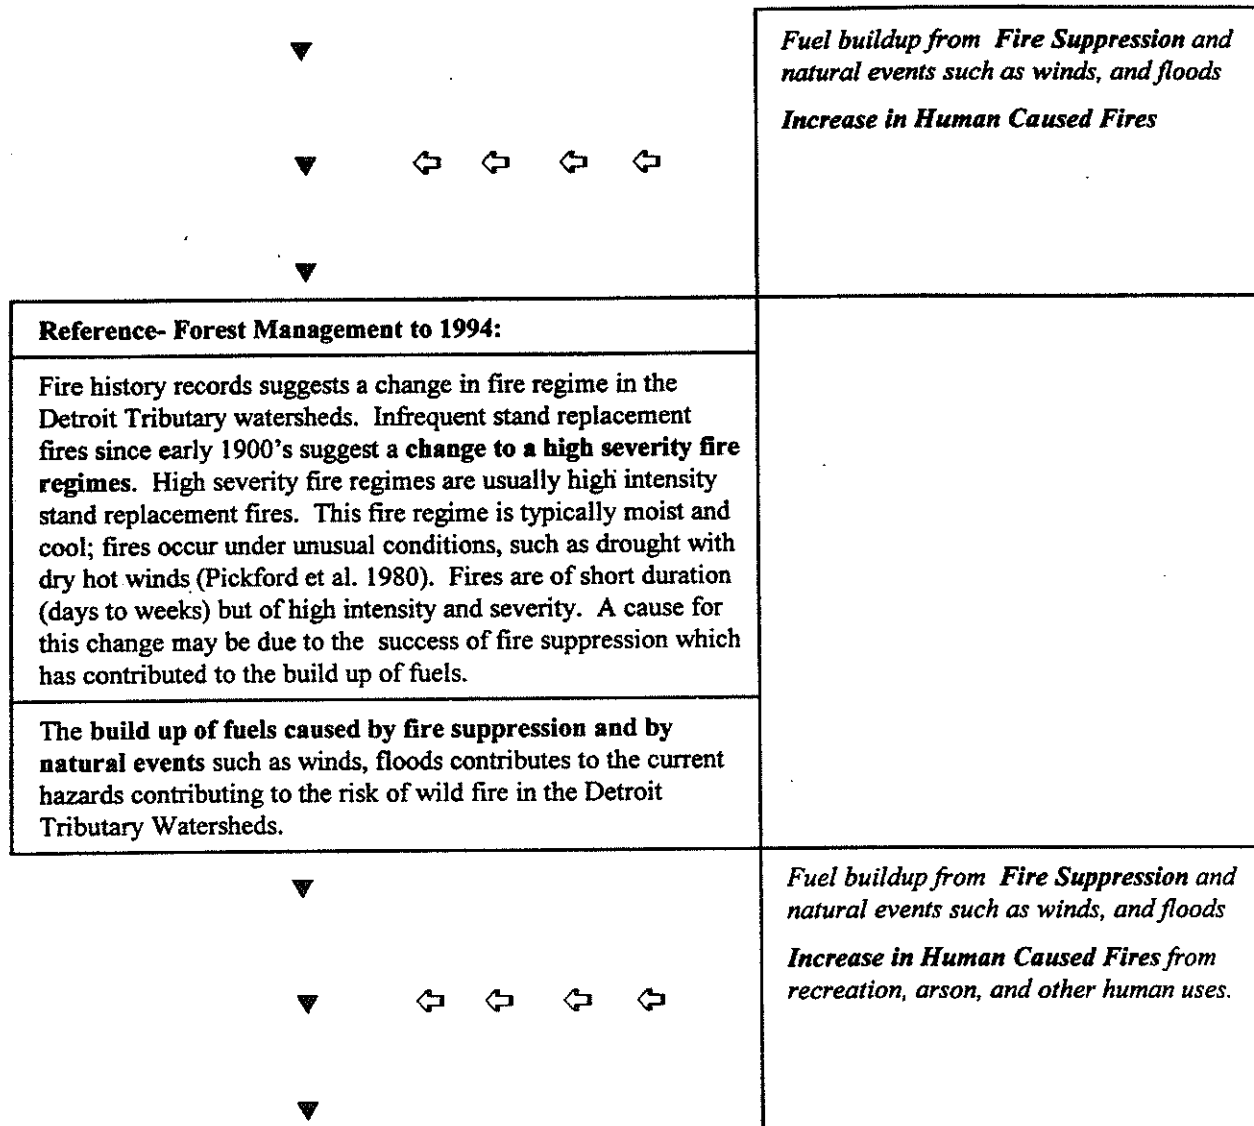 Fuel buildup from Fire Suppression and
natural events such as winds, and floods
Increase in Human Caused Fires
Reference- Forest Management to 1994:
Fire history records suggests a change in fire regime in the
Detroit Tributary watersheds. Infrequent stand replacement
fires since early 1900's suggest a change to a high severity fire
regimes. High severity fire regimes are usually high intensity
stand replacement fires. This fire regime is typically moist and
cool; fires occur under unusual conditions, such as drought with
dry hot winds (Pickford et al. 1980). Fires are of short duration
(days to weeks) but of high intensity and severity. A cause for
this change may be due to the success of fire suppression which
has contributed to the build up of fuels.
The build up of fuels caused by fire suppression and by
natural events such as winds, floods contributes to the current
hazards contributing to the risk of wild fire in the Detroit
Tributary Watersheds.
Fuel buildup from Fire Suppression and
natural events such as winds, and floods
Increase in Human Caused Fires from
recreation, arson, and other human uses.